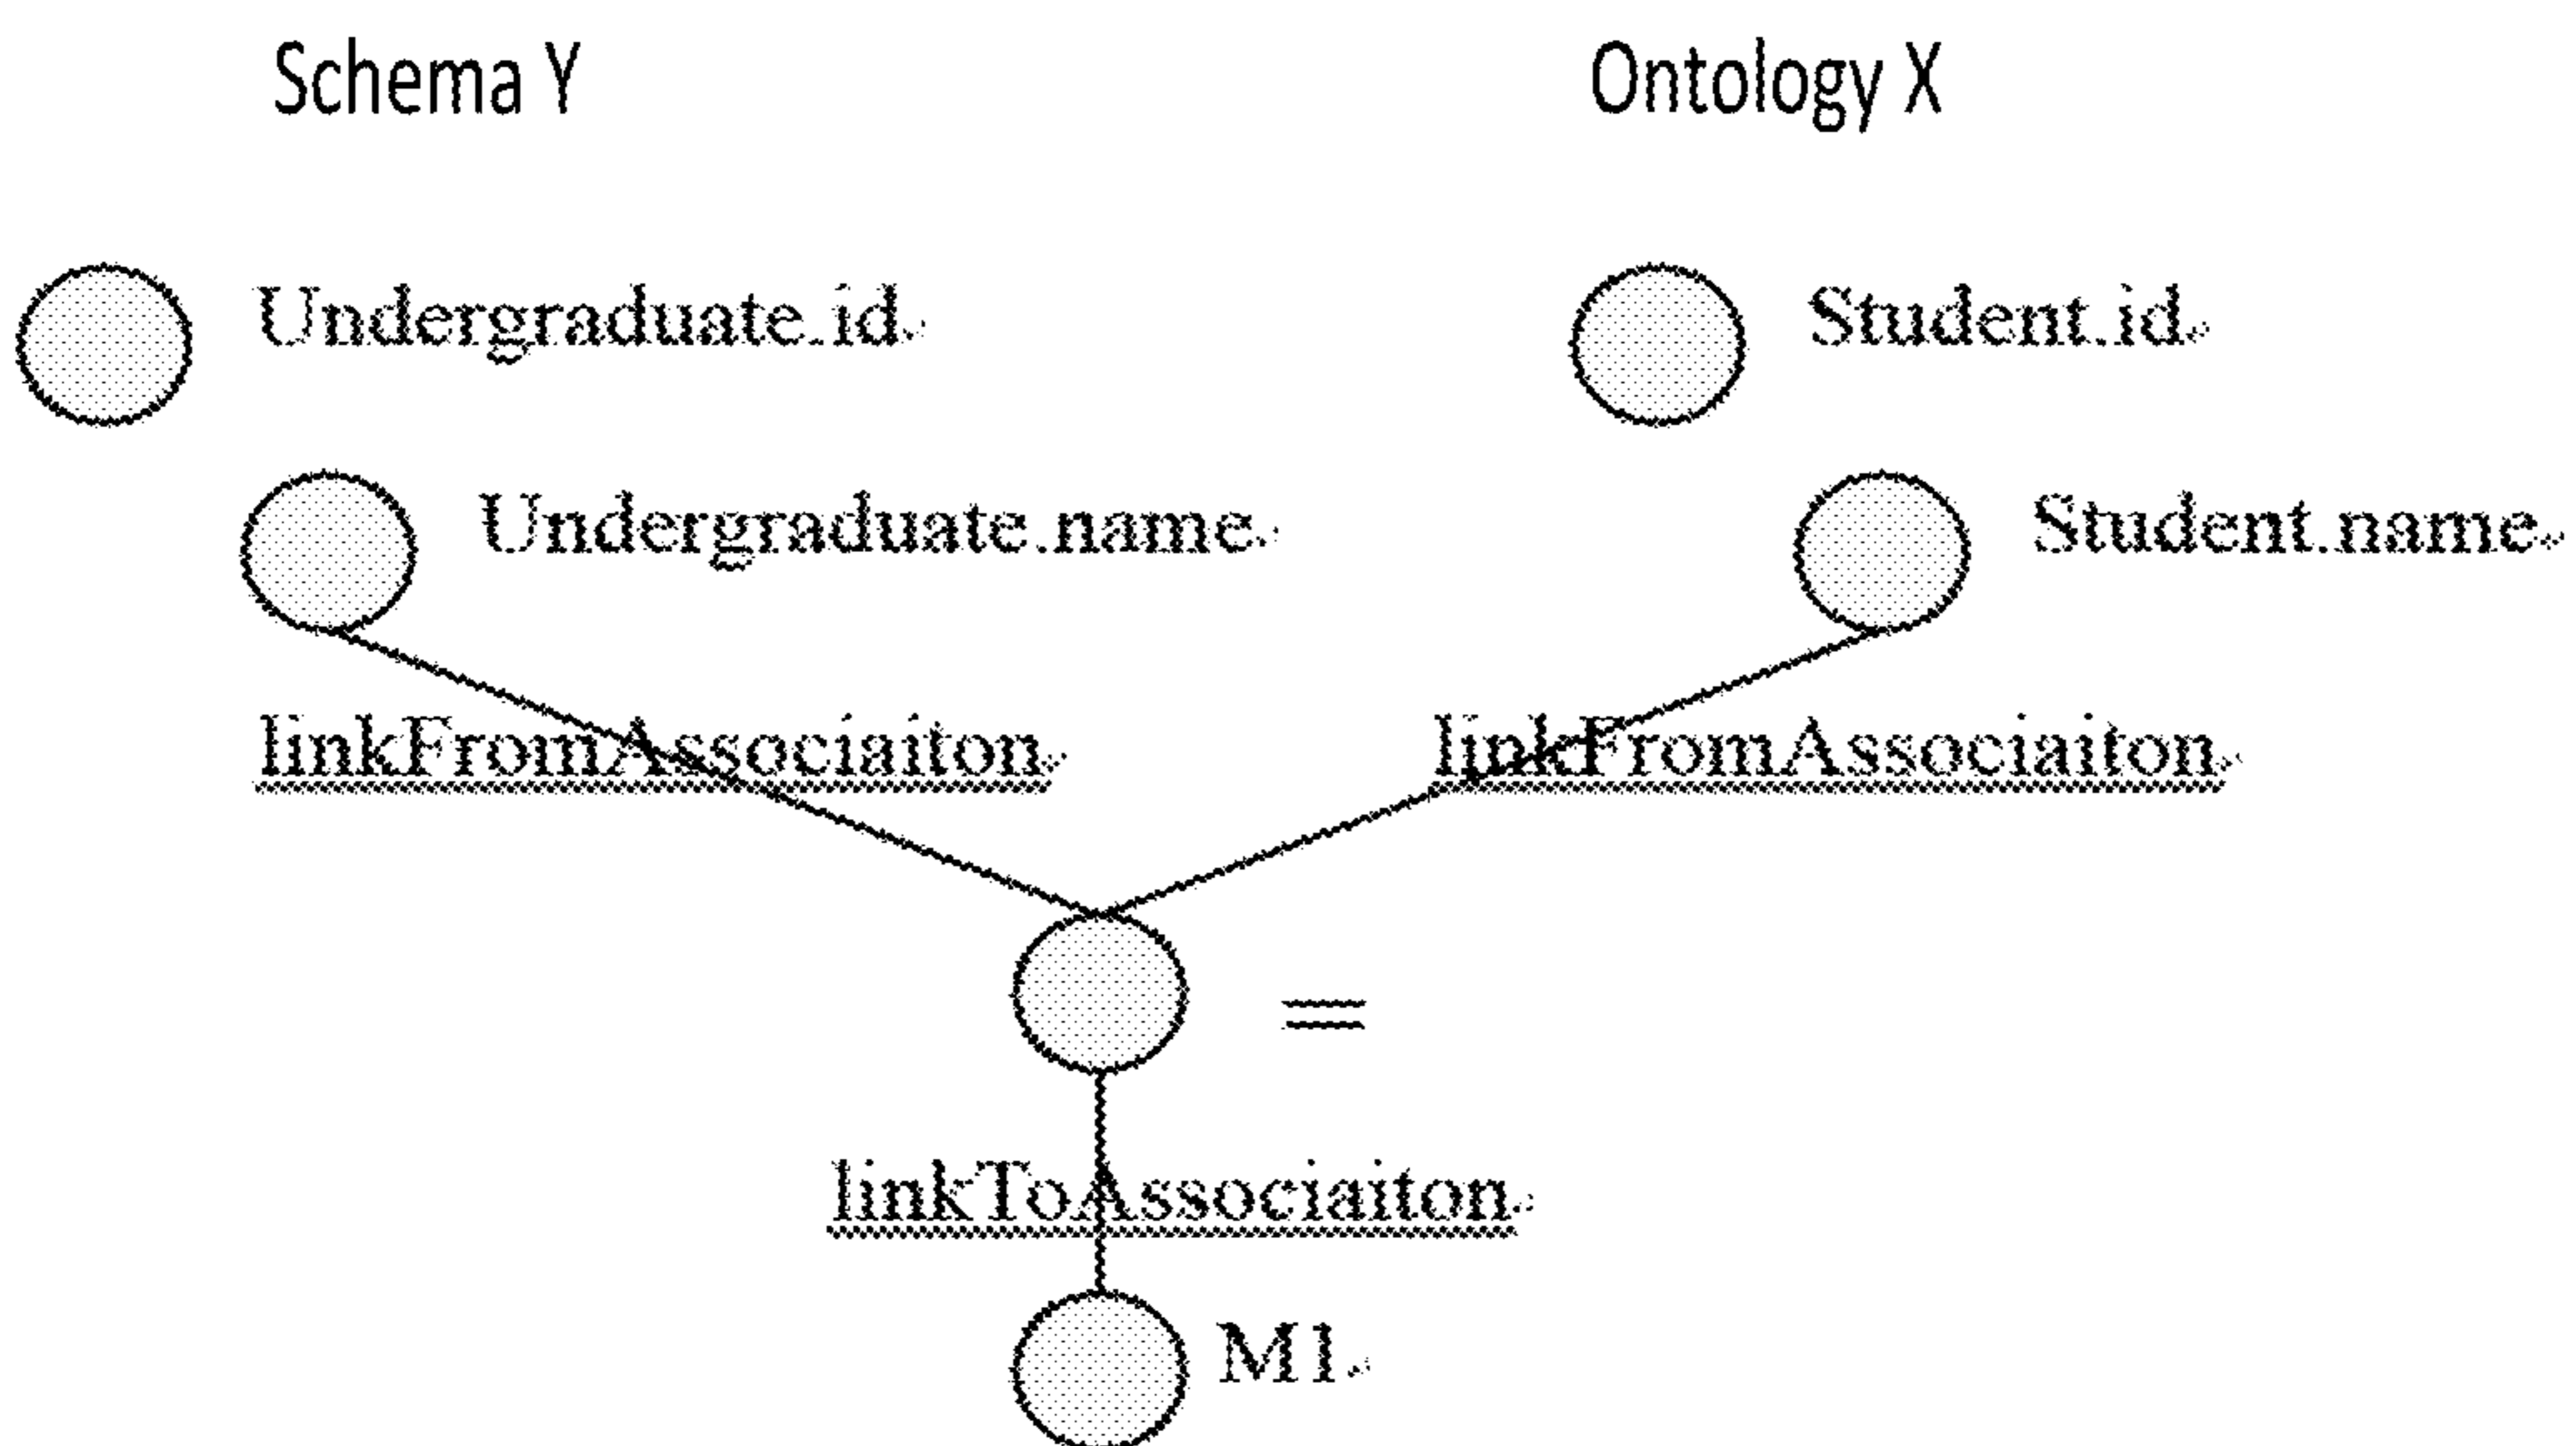 Schema Y
Ontology X
Undergraduate.id
Student.id
Undergraduate.name
Student.name
linkFromAssociaiton
linkFromAssociaiton
=
linkToAssociaiton
M1